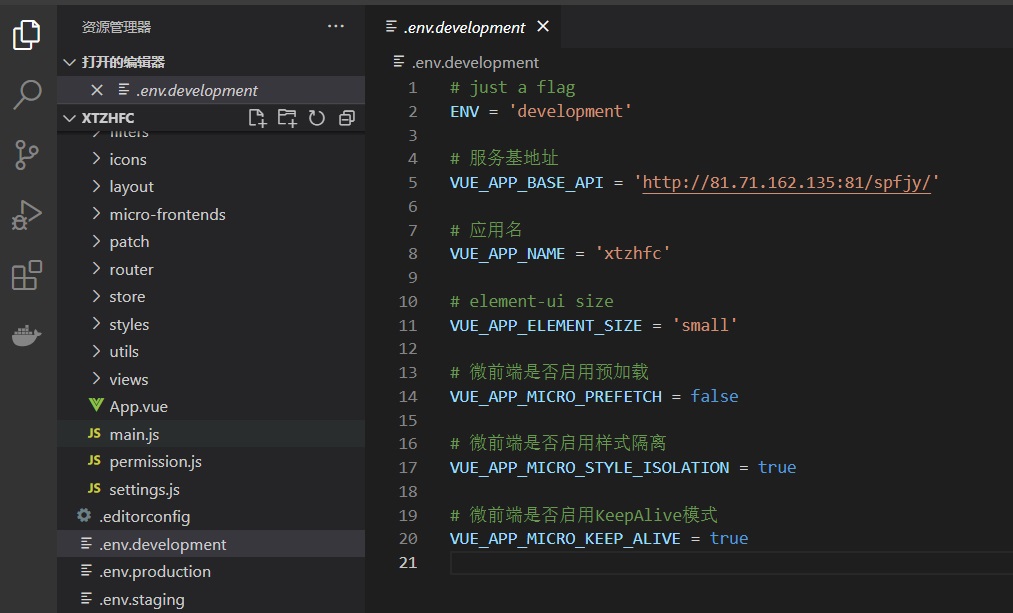 资源管理器
打开的编辑器
.env.development
XTZHFC
filters
icons
layout
micro-frontends
patch
router
store
styles
utils
views
App.vue
JS main.js
JS permission.js
JS settings.js
.editorconfig
.env.development
.env.production
.env.staging
.env.development
.env.development
1 # just a flag
2 ENV = 'development'
3
4 # 服务基地址
5 VUE_APP_BASE_API = 'http://81.71.162.135:81/spfjy/'
6
7 # 应用名
8 VUE_APP_NAME = 'xtzhfc'
9
10 # element-ui size
11 VUE_APP_ELEMENT_SIZE = 'small'
12
13 # 微前端是否启用预加载
14 VUE_APP_MICRO_PREFETCH = false
15
16 # 微前端是否启用样式隔离
17 VUE_APP_MICRO_STYLE_ISOLATION = true
18
19 # 微前端是否启用KeepAlive模式
20 VUE_APP_MICRO_KEEP_ALIVE = true
21